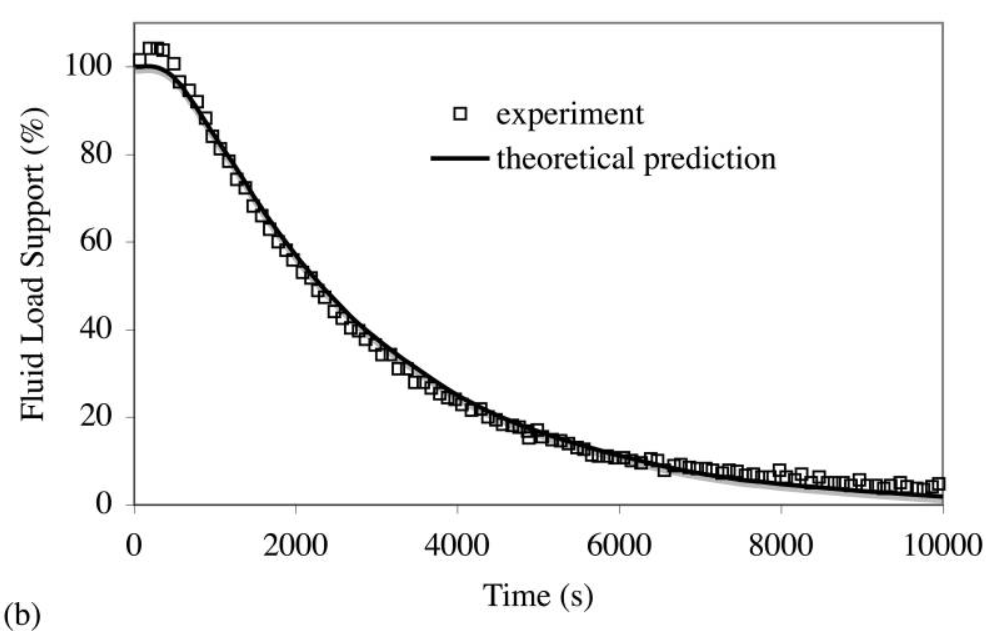 100
80
60
40
20
0
Fluid Load Support (%)
experiment
theoretical prediction
0 2000 4000 6000 8000 10000
Time (s)
(b)